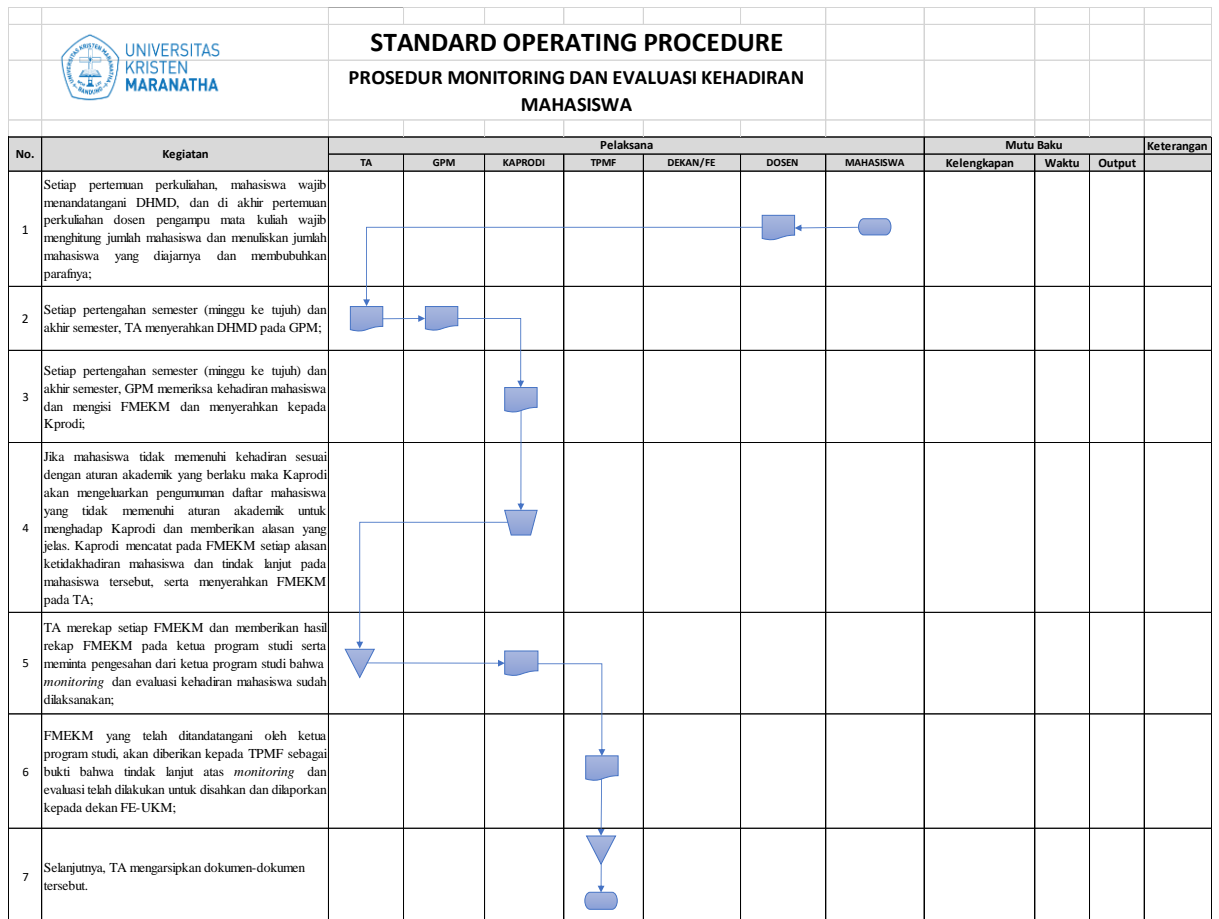 UNIVERSITAS
KRISTEN
MARANATHA
STANDARD OPERATING PROCEDURE
PROSEDUR MONITORING DAN EVALUASI KEHADIRAN
MAHASISWA
No. Kegiatan Pelaksana Mutu Baku Keterangan
TA GPM KAPRODI TPMF DEKAN/FE DOSEN MAHASISWA Kelengkapan Waktu Output
1
Setiap pertemuan perkuliahan, mahasiswa wajib
menandatangani DHMD, dan di akhir pertemuan
perkuliahan dosen pengampu mata kuliah wajib
menghitung jumlah mahasiswa dan menuliskan jumlah
mahasiswa yang diajarnya dan membubuhkan
parafnya;
2
Setiap pertengahan semester (minggu ke tujuh) dan
akhir semester, TA menyerahkan DHMD pada GPM;
3
Setiap pertengahan semester (minggu ke tujuh) dan
akhir semester, GPM memeriksa kehadiran mahasiswa
dan mengisi FMEKM dan menyerahkan kepada
Kprodi;
4
Jika mahasiswa tidak memenuhi kehadiran sesuai
dengan aturan akademik yang berlaku maka Kaprodi
akan mengeluarkan pengumuman daftar mahasiswa
yang tidak memenuhi aturan akademik untuk
menghadap Kaprodi dan memberikan alasan yang
jelas. Kaprodi mencatat pada FMEKM setiap alasan
ketidakhadiran mahasiswa dan tindak lanjut pada
mahasiswa tersebut, serta menyerahkan FMEKM
pada TA;
5
TA merekap setiap FMEKM dan memberikan hasil
rekap FMEKM pada ketua program studi serta
meminta pengesahan dari ketua program studi bahwa
monitoring dan evaluasi kehadiran mahasiswa sudah
dilaksanakan;
6
FMEKM yang telah ditandatangani oleh ketua
program studi, akan diberikan kepada TPMF sebagai
bukti bahwa tindak lanjut atas monitoring dan
evaluasi telah dilakukan untuk disahkan dan dilaporkan
kepada dekan FE-UKM;
7
Selanjutnya, TA mengarsipkan dokumen-dokumen
tersebut.